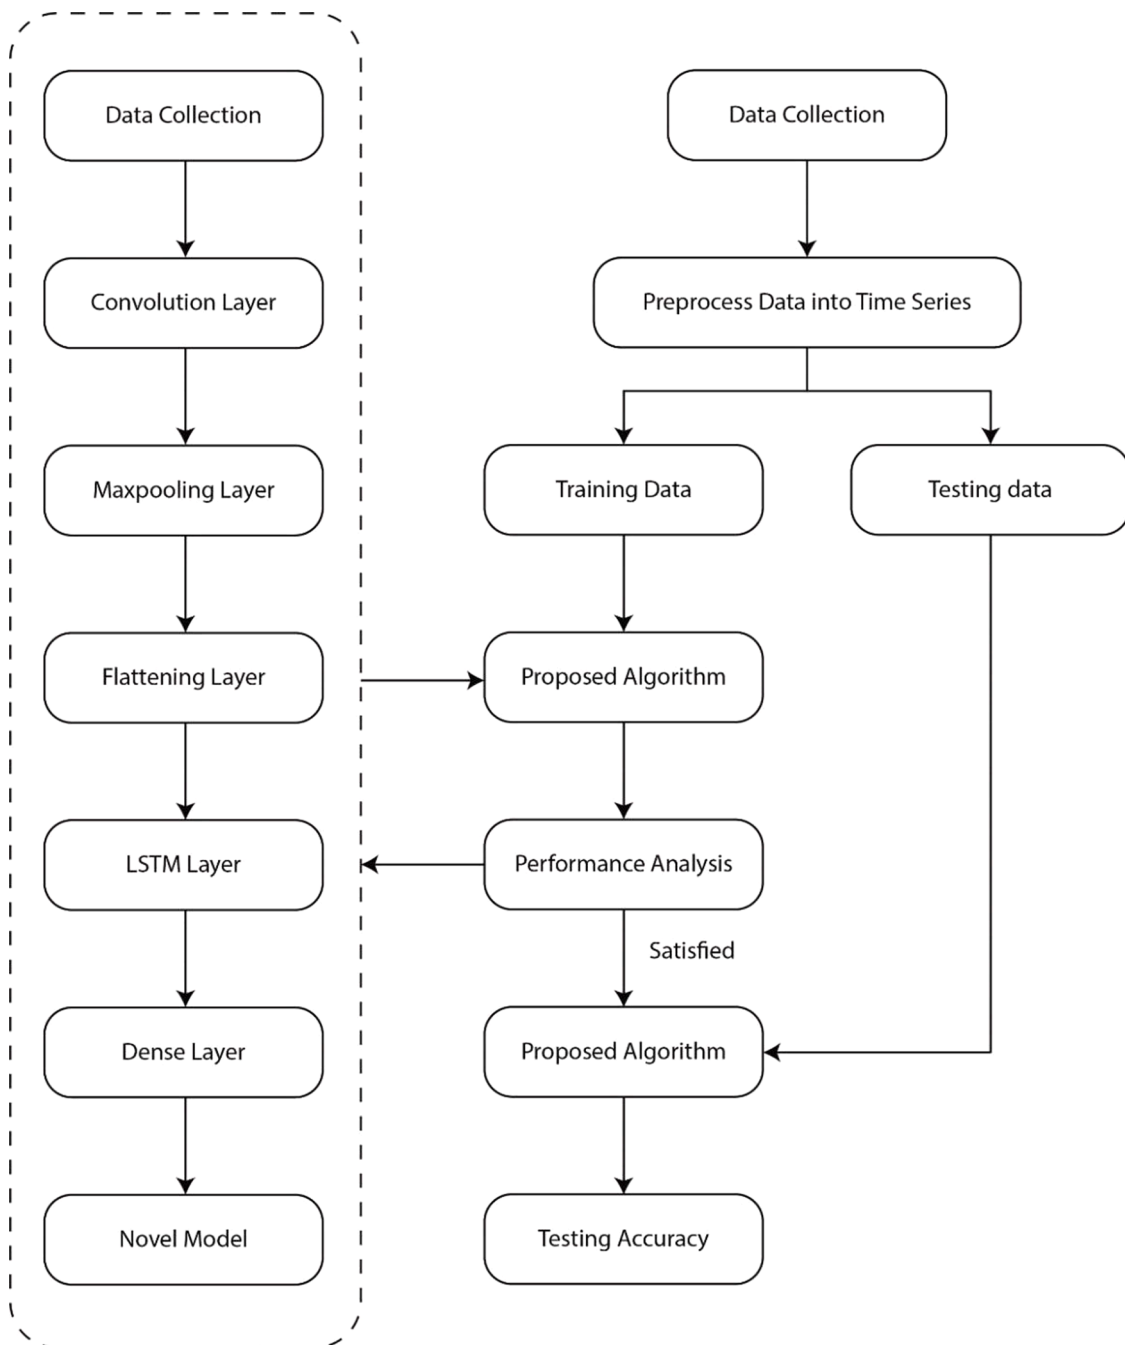 Data Collection
Convolution Layer
Maxpooling Layer
Flattening Layer
LSTM Layer
Dense Layer
Novel Model
Data Collection
Preprocess Data into Time Series
Training Data
Testing data
Proposed Algorithm
Performance Analysis
Satisfied
Proposed Algorithm
Testing Accuracy